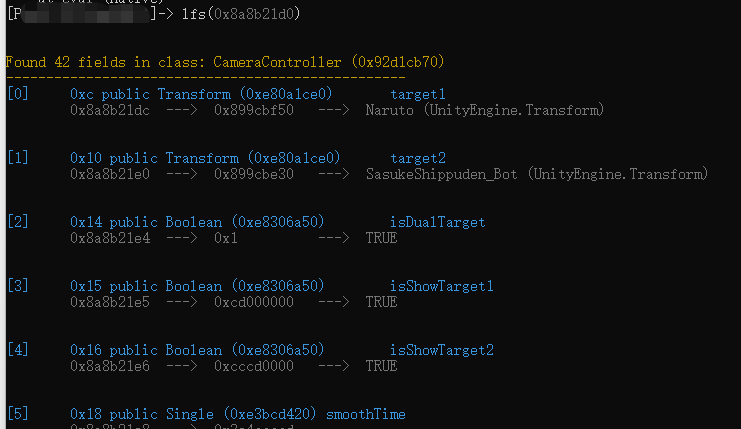 [P]-> lfs(0x8a8b21d0)
Found 42 fields in class: CameraController (0x92d1cb70)
--------------------------------------------------
[0] 0xc public Transform (0xe80a1ce0) target1
0x8a8b21dc ---> 0x899cbf50 ---> Naruto (UnityEngine.Transform)
[1] 0x10 public Transform (0xe80a1ce0) target2
0x8a8b21e0 ---> 0x899cbe30 ---> SasukeShippuden_Bot (UnityEngine.Transform)
[2] 0x14 public Boolean (0xe8306a50) isDualTarget
0x8a8b21e4 ---> 0x1 ---> TRUE
[3] 0x15 public Boolean (0xe8306a50) isShowTarget1
0x8a8b21e5 ---> 0xcd000000 ---> TRUE
[4] 0x16 public Boolean (0xe8306a50) isShowTarget2
0x8a8b21e6 ---> 0xcccd0000 ---> TRUE
[5] 0x18 public Single (0xe3bcd420) smoothTime